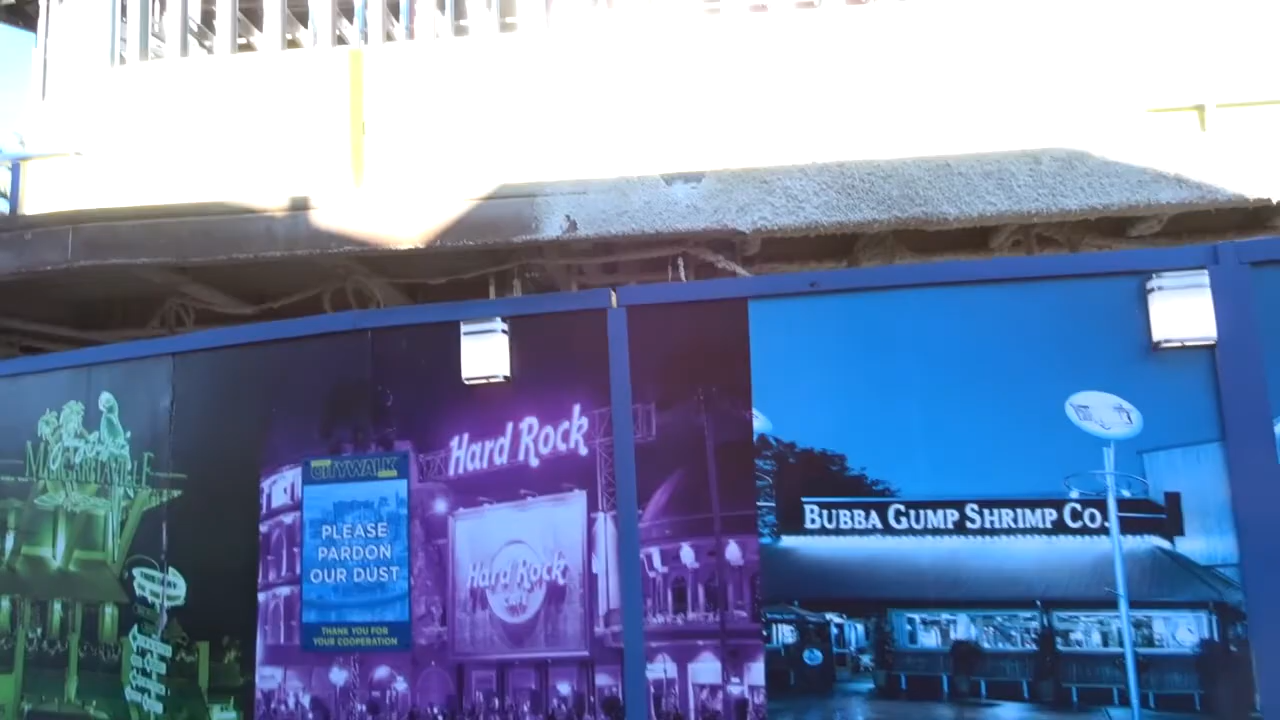 MARGARITAVILLE
CITYWALK
PLEASE
PARDON
OUR DUST
THANK YOU FOR
YOUR COOPERATION
Hard Rock
Hard Rock
BUBBA GUMP SHRIMP CO.